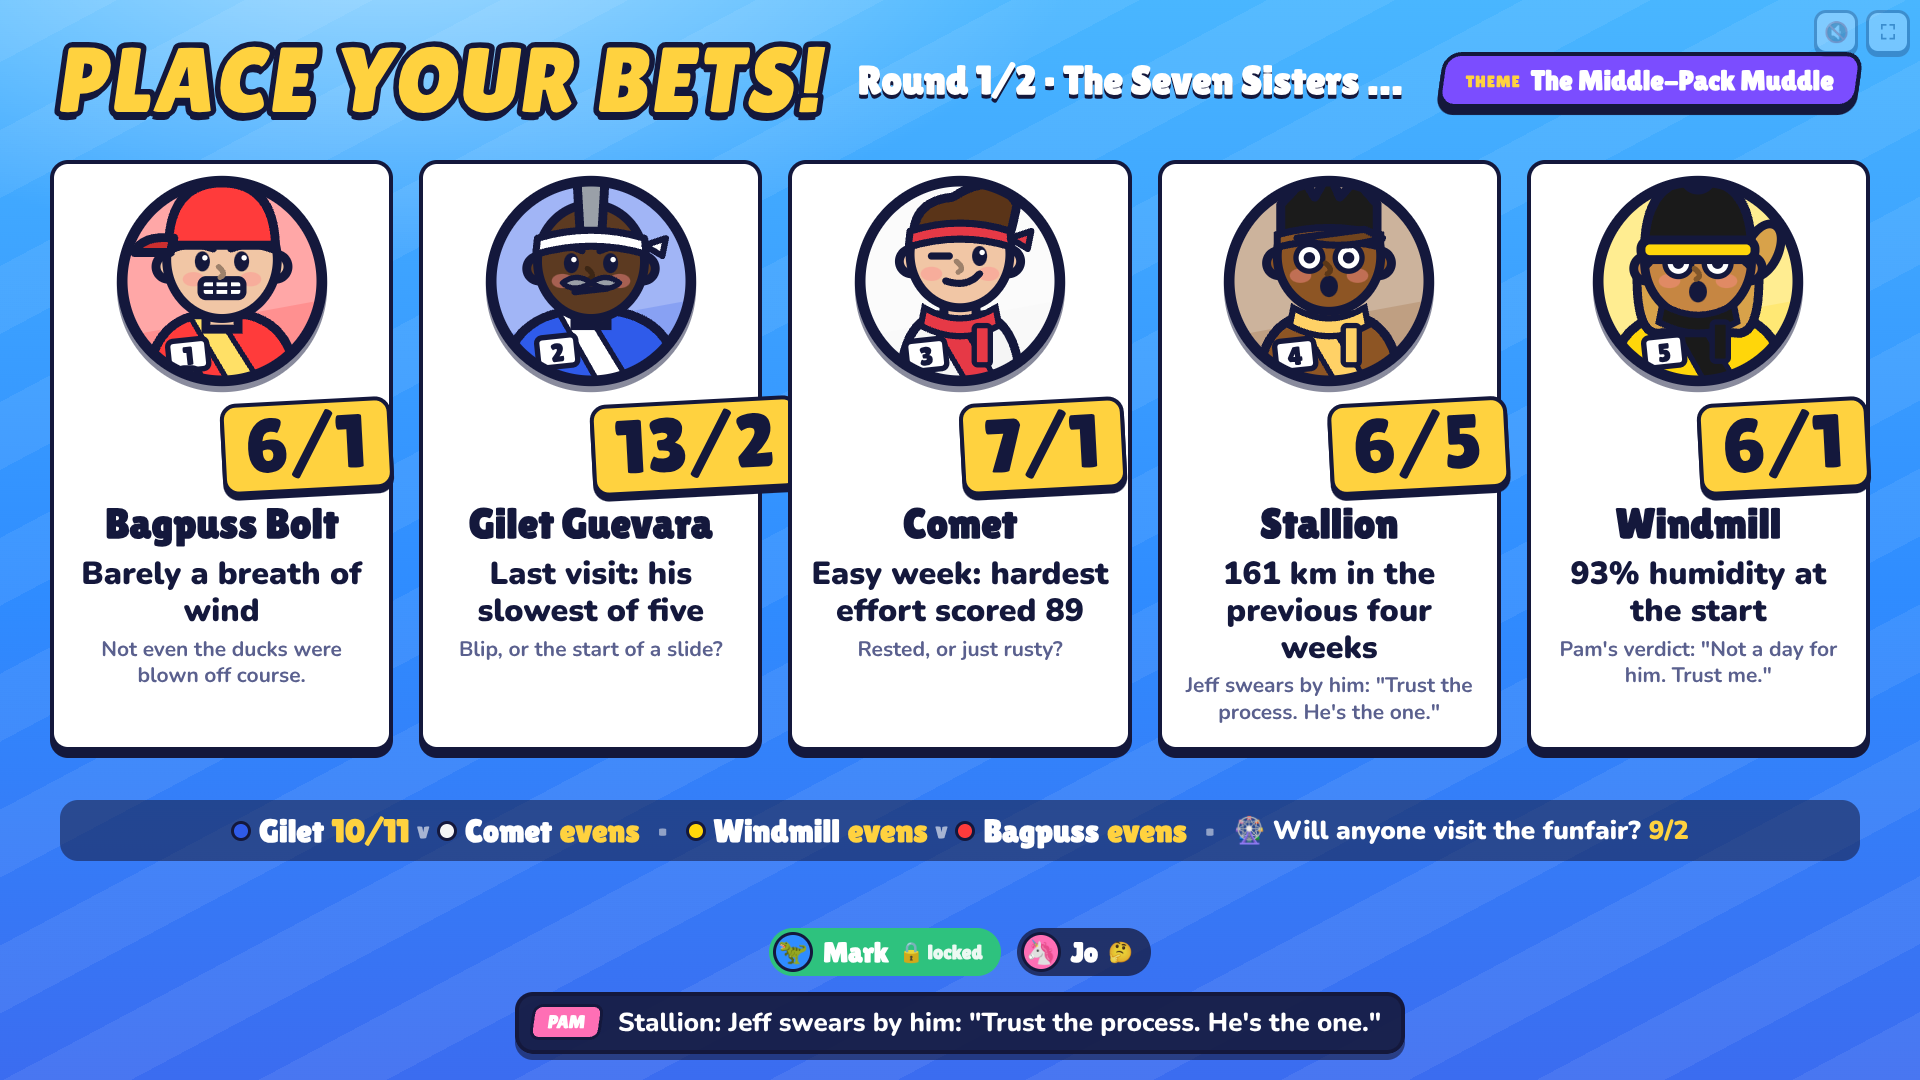 PLACE YOUR BETS!
Round 1/2 · The Seven Sisters ...
THEME The Middle-Pack Muddle
1
6/1
Bagpuss Bolt
Barely a breath of
wind
Not even the ducks were
blown off course.
2
13/2
Gilet Guevara
Last visit: his
slowest of five
Blip, or the start of a slide?
3
7/1
Comet
Easy week: hardest
effort scored 89
Rested, or just rusty?
4
6/5
Stallion
161 km in the
previous four
weeks
Jeff swears by him: "Trust the
process. He's the one."
5
6/1
Windmill
93% humidity at
the start
Pam's verdict: "Not a day for
him. Trust me."
Gilet 10/11 v Comet evens · Windmill evens v Bagpuss evens · Will anyone visit the funfair? 9/2
Mark locked
Jo
PAM Stallion: Jeff swears by him: "Trust the process. He's the one."